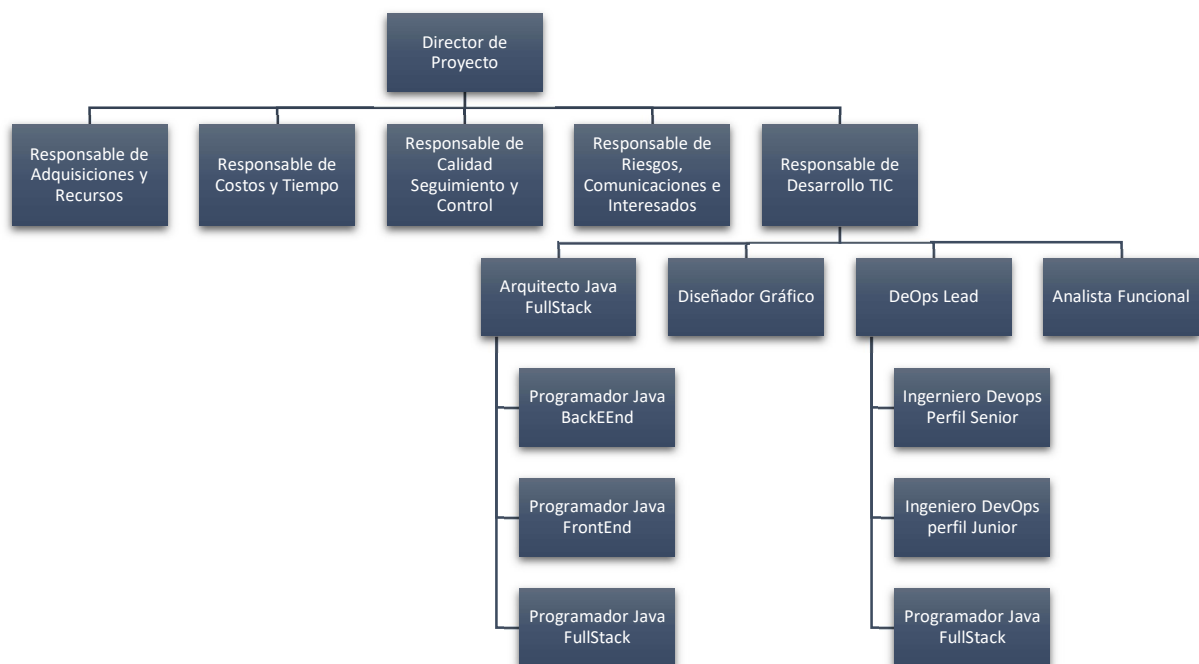 Director de
Proyecto
Responsable de
Adquisiciones y
Recursos
Responsable de
Costos y Tiempo
Responsable de
Calidad
Seguimiento y
Control
Responsable de
Riesgos,
Comunicaciones e
Interesados
Responsable de
Desarrollo TIC
Arquitecto Java
FullStack
Diseñador Gráfico
DeOps Lead
Analista Funcional
Programador Java
BackEEnd
Programador Java
FrontEnd
Programador Java
FullStack
Ingerniero Devops
Perfil Senior
Ingeniero DevOps
perfil Junior
Programador Java
FullStack